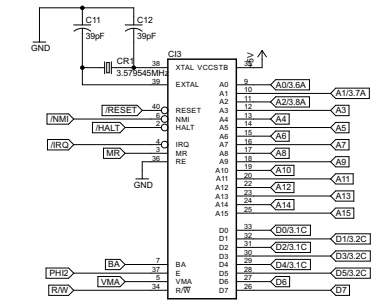 C11 C12
39pF 39pF
GND
CR1
3.579545MHz
CI3
5V
38 XTAL VCCSTB 35
39 EXTAL
A0 9 A0/3.6A
A1 10 A1/3.7A
A2 11 A2/3.8A
/RESET 40 RESET A3 12 A3
/NMI 6 NMI A4 13 A4
/HALT 2 HALT A5 14 A5
A6 15 A6
/IRQ 4 IRQ A7 16 A7
MR 3 MR A8 17 A8
36 RE A9 18 A9
A10 19 A10
GND
A11 20 A11
A12 22 A12
A13 23 A13
A14 24 A14
A15 25 A15
D0 33 D0/3.1C
D1 32 D1/3.2C
D2 31 D2/3.1C
D3 30 D3/3.2C
BA 7 BA D4 29 D4/3.1C
PHI2 37 E D5 28 D5/3.2C
VMA 5 VMA D6 27 D6
R/W 34 R/W D7 26 D7